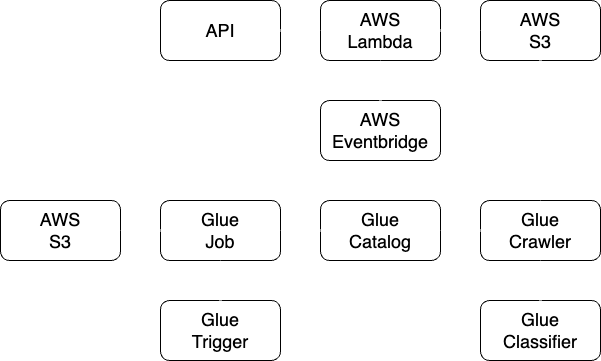 API
AWS
Lambda
AWS
S3
AWS
Eventbridge
AWS
S3
Glue
Job
Glue
Catalog
Glue
Crawler
Glue
Trigger
Glue
Classifier